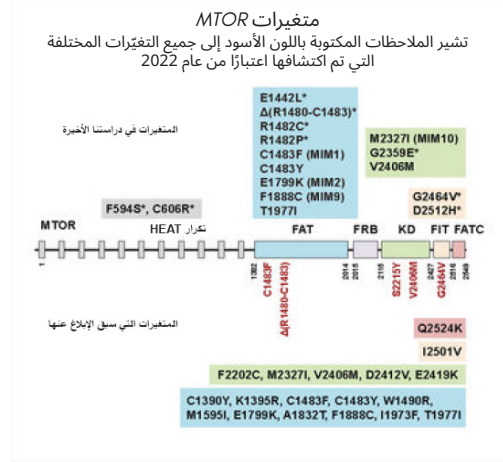 متغيرات MTOR
تشير الملاحظات المكتوبة باللون الأسود إلى جميع التغيّرات المختلفة
التي تم اكتشافها اعتبارًا من عام 2022
المتغيرات في دراستنا الأخيرة
E1442L*
Δ(R1480-C1483)*
R1482C*
R1482P*
C1483F (MIM1)
C1483Y
E1799K (MIM2)
F1888C (MIM9)
T1977I
M2327I (MIM10)
G2359E*
V2406M
G2464V*
D2512H*
F594S*, C606R*
MTOR
تكرار HEAT
FAT
FRB
KD
FIT
FATC
1
1382
2014
2015
2115
2427
2516
2549
C1483F
Δ(R1480-C1483)
S2215Y
V2406M
G2464V
المتغيرات التي سبق الإبلاغ عنها
Q2524K
I2501V
F2202C, M2327I, V2406M, D2412V, E2419K
C1390Y, K1395R, C1483F, C1483Y, W1490R,
M1595I, E1799K, A1832T, F1888C, I1973F, T1977I